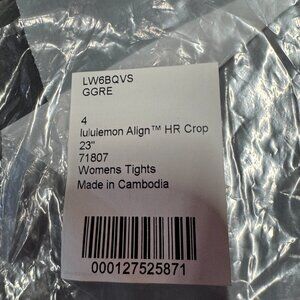 LW6BQVS
GGRE
4
lululemon Align™ HR Crop
23"
71807
Womens Tights
Made in Cambodia
000127525871